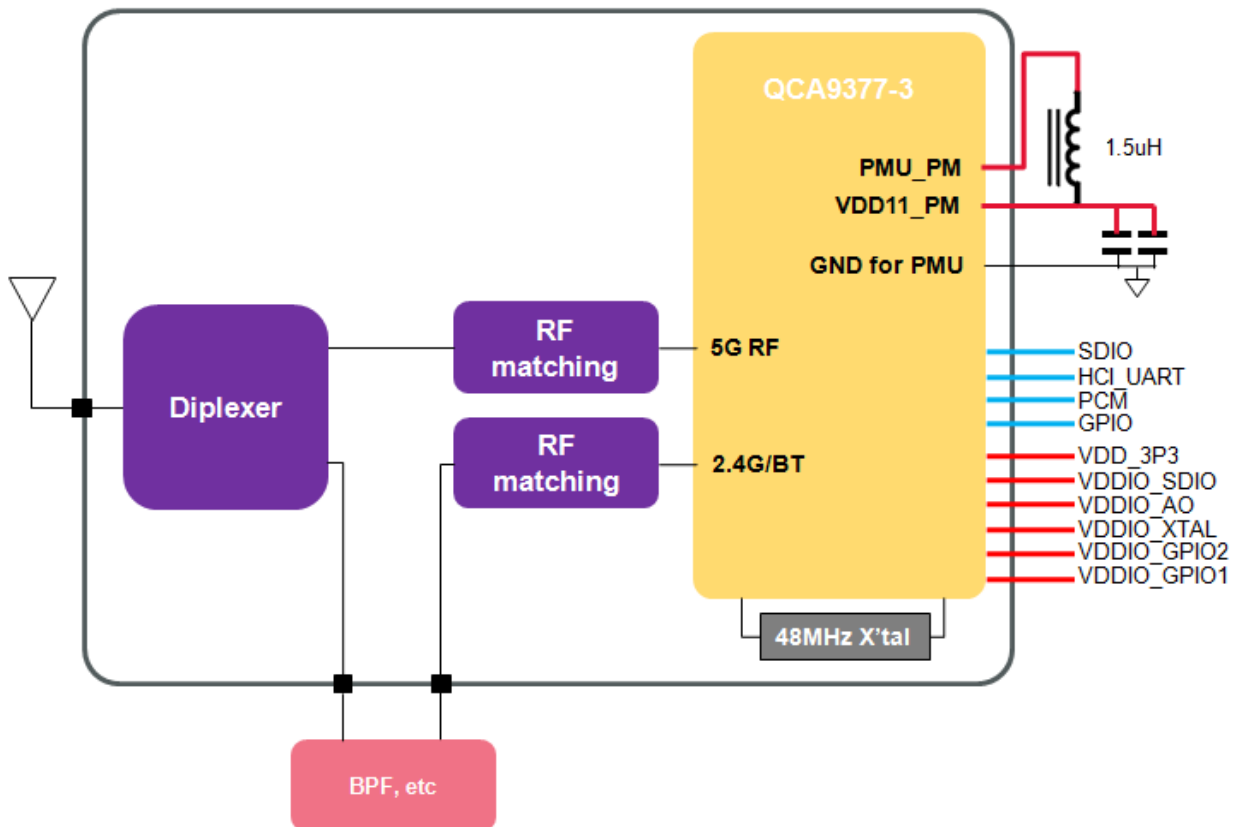 QCA9377-3
PMU_PM
1.5uH
VDD11_PM
GND for PMU
RF
matching
5G RF
Diplexer
RF
matching
2.4G/BT
SDIO
HCI_UART
PCM
GPIO
VDD_3P3
VDDIO_SDIO
VDDIO_AO
VDDIO_XTAL
VDDIO_GPIO2
VDDIO_GPIO1
48MHz X'tal
BPF, etc